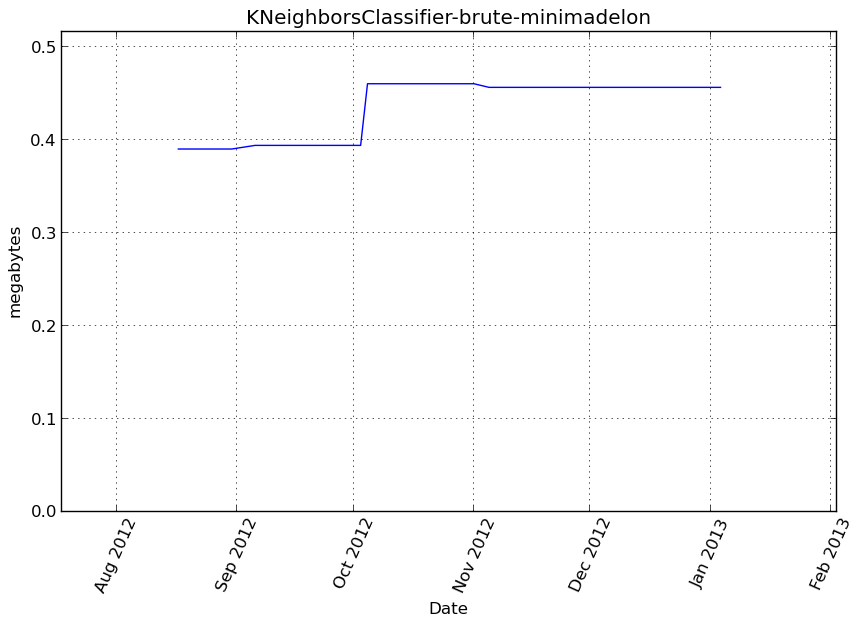 KNeighborsClassifier-brute-minimadelon
0.5
0.4
0.3
0.2
0.1
0.0
megabytes
Aug 2012
Sep 2012
Oct 2012
Nov 2012
Dec 2012
Jan 2013
Feb 2013
Date